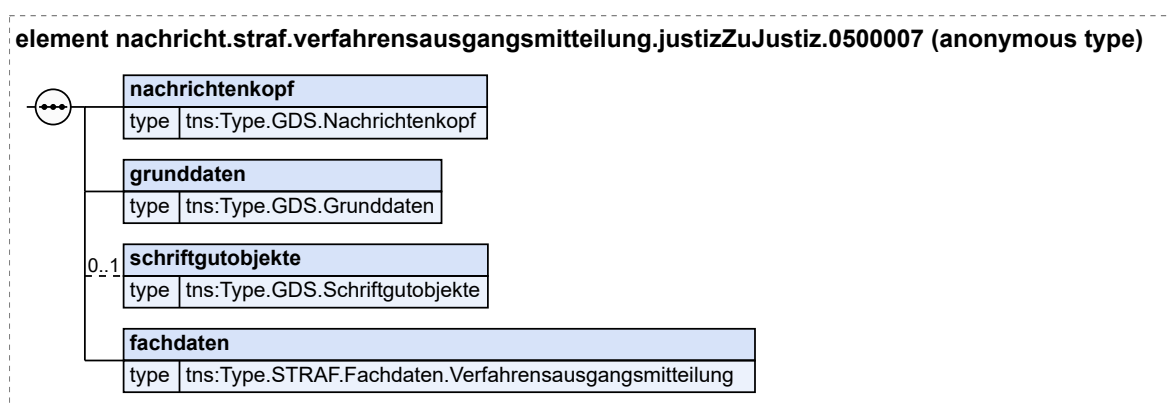 element nachricht.straf.verfahrensausgangsmitteilung.justizZuJustiz.0500007 (anonymous type)
nachrichtenkopf
type tns:Type.GDS.Nachrichtenkopf
grunddaten
type tns:Type.GDS.Grunddaten
0..1 schriftgutobjekte
type tns:Type.GDS.Schriftgutobjekte
fachdaten
type tns:Type.STRAF.Fachdaten.Verfahrensausgangsmitteilung